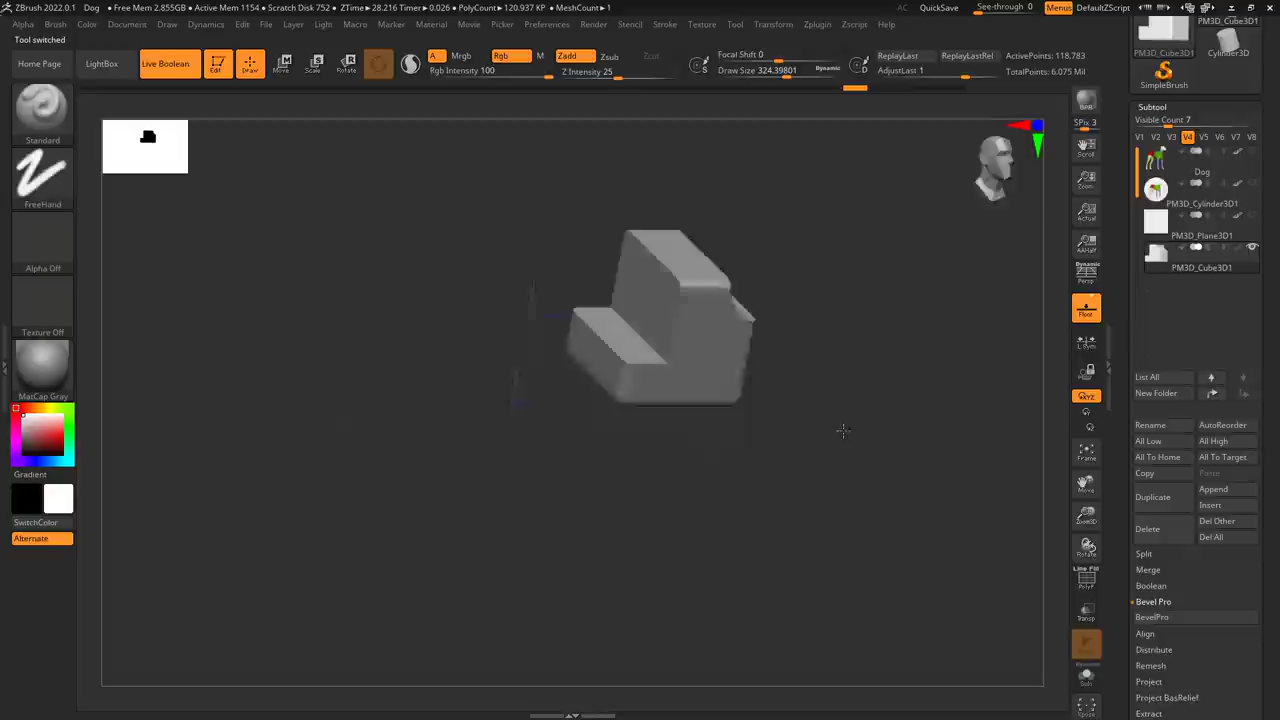 ZBrush 2022.0.1 Dog • Free Mem 2.855GB • Active Mem 1154 • Scratch Disk 752 • ZTime▸28.216 Timer▸0.026 • PolyCount▸120.937 KP • MeshCount▸1 AC QuickSave See-through 0 Menus DefaultZScript
Alpha Brush Color Document Draw Dynamics Edit File Layer Light Macro Marker Material Movie Picker Preferences Render Stencil Stroke Texture Tool Transform Zplugin Zscript Help
Tool switched
Home Page LightBox Live Boolean Edit Draw Move Scale Rotate
A Mrgb Rgb M Zadd Zsub Zcut
Rgb Intensity 100 Z Intensity 25
Focal Shift 0
Draw Size 324.39801 Dynamic
S D
ReplayLast ReplayLastRel
AdjustLast 1
ActivePoints: 118,783
TotalPoints: 6.075 Mil
Standard
FreeHand
Alpha Off
Texture Off
MatCap Gray
Gradient
SwitchColor
Alternate
BPR
SPix 3
Scroll
Zoom
Actual
AAHalf
Dynamic
Persp
Floor
L.Sym
XYZ
Frame
Move
Zoom3D
Rotate
Line Fill
PolyF
Transp
Solo
Xpose
PM3D_Cube3D1
PM3D_Cube3D1 Cylinder3D
SimpleBrush
Subtool
Visible Count 7
V1 V2 V3 V4 V5 V6 V7 V8
Dog
PM3D_Cylinder3D1
PM3D_Plane3D1
PM3D_Cube3D1
List All
New Folder
Rename AutoReorder
All Low All High
All To Home All To Target
Copy Paste
Duplicate Append
Insert
Delete Del Other
Del All
Split
Merge
Boolean
Bevel Pro
BevelPro
Align
Distribute
Remesh
Project
Project BasRelief
Extract